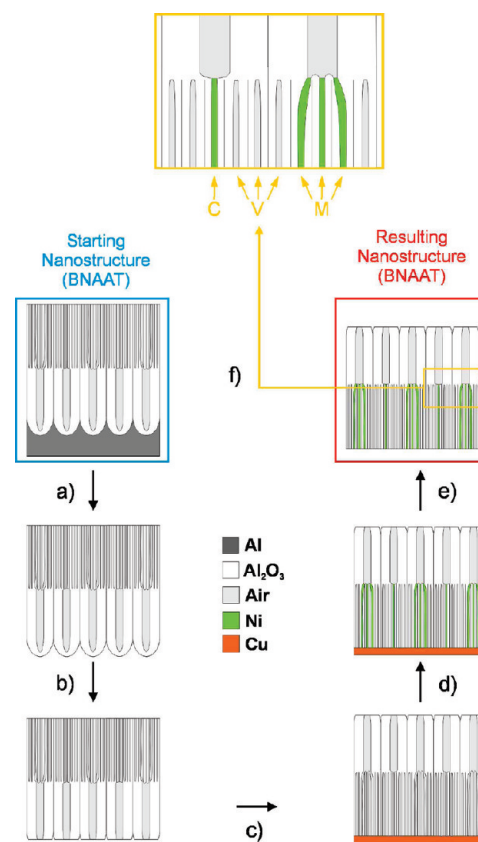 C V M
Starting
Nanostructure
(BNAAT)
Resulting
Nanostructure
(BNAAT)
f)
a)
e)
Al
Al₂O₃
Air
Ni
Cu
b)
d)
c)